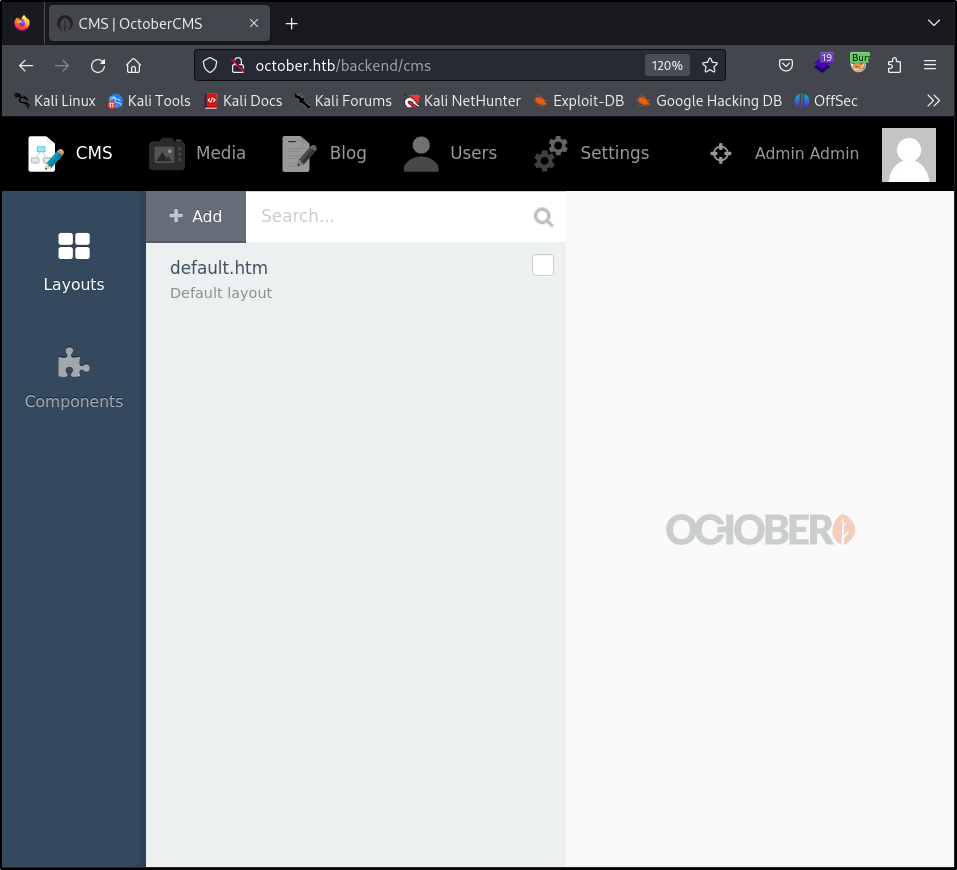 CMS | OctoberCMS
october.htb/backend/cms
120%
19
Bur
Kali Linux
Kali Tools
Kali Docs
Kali Forums
Kali NetHunter
Exploit-DB
Google Hacking DB
OffSec
CMS
Media
Blog
Users
Settings
Admin Admin
Add
Search...
Layouts
default.htm
Default layout
Components
OCTOBER